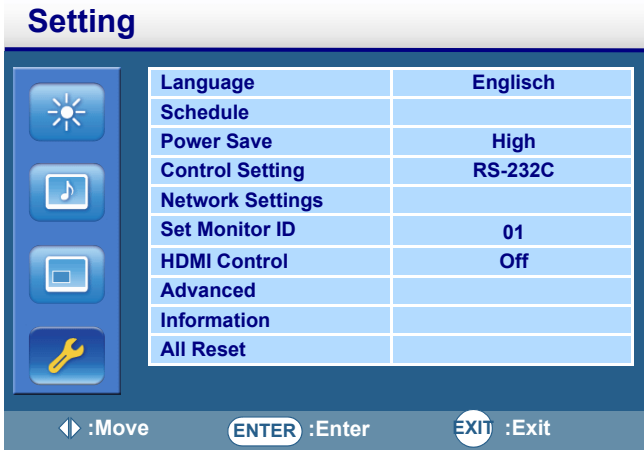 Setting
Language Englisch
Schedule
Power Save High
Control Setting RS-232C
Network Settings
Set Monitor ID 01
HDMI Control Off
Advanced
Information
All Reset
:Move ENTER :Enter EXIT :Exit